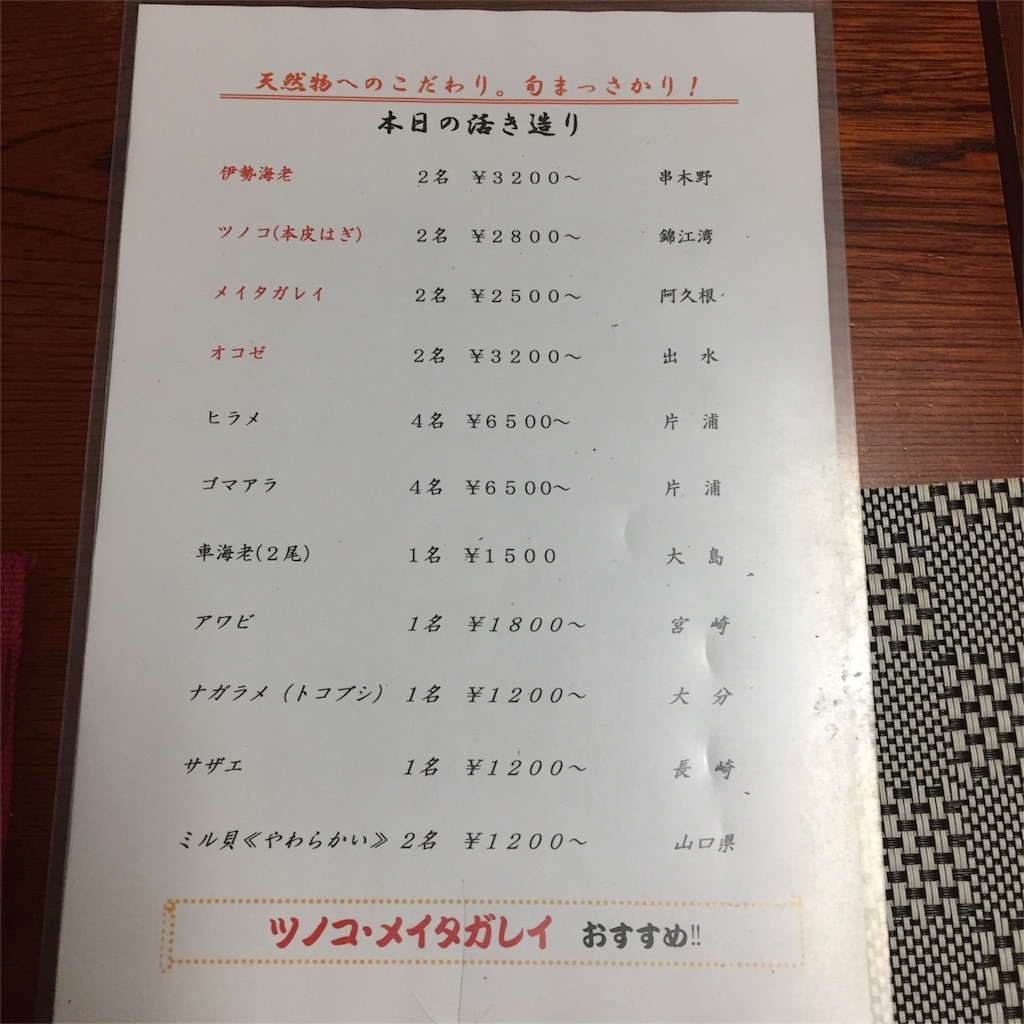 天然物へのこだわり。旬まっさかり！
本日の活き造り
伊勢海老 2名 ￥3200～ 串木野
ツノコ(本皮はぎ) 2名 ￥2800～ 錦江湾
メイタガレイ 2名 ￥2500～ 阿久根
オコゼ 2名 ￥3200～ 出 水
ヒラメ 4名 ￥6500～ 片 浦
ゴマアラ 4名 ￥6500～ 片 浦
車海老(2尾) 1名 ￥1500 大 島
アワビ 1名 ￥1800～ 宮 崎
ナガラメ（トコブシ） 1名 ￥1200～ 大 分
サザエ 1名 ￥1200～ 長 崎
ミル貝《やわらかい》 2名 ￥1200～ 山口県
ツノコ・メイタガレイ おすすめ!!